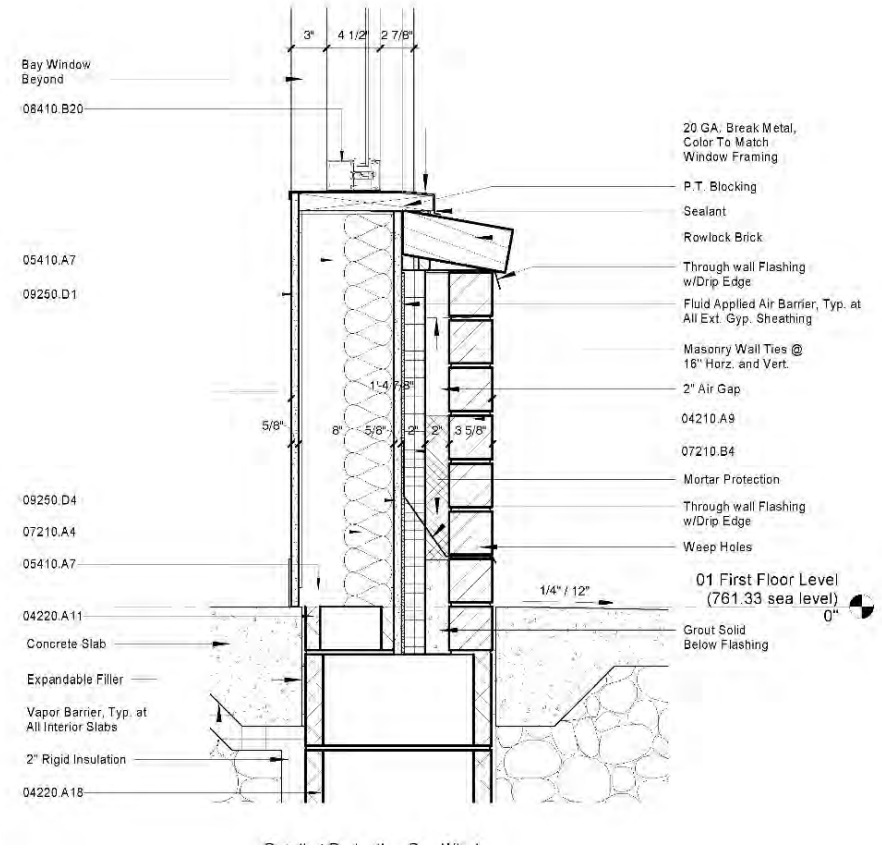 3" 4 1/2" 2 7/8"
Bay Window
Beyond
08410.B20
20 GA. Break Metal,
Color To Match
Window Framing
P.T. Blocking
Sealant
Rowlock Brick
05410.A7
Through wall Flashing
w/Drip Edge
09250.D1
Fluid Applied Air Barrier, Typ. at
All Ext. Gyp. Sheathing
Masonry Wall Ties @
16" Horz. and Vert.
1'-4 7/8"
2" Air Gap
04210.A9
5/8" 8" 5/8" 2" 2" 3 5/8"
07210.B4
Mortar Protection
09250.D4
Through wall Flashing
w/Drip Edge
07210.A4
Weep Holes
05410.A7
01 First Floor Level
(761.33 sea level)
0"
1/4" / 12"
04220.A11
Grout Solid
Below Flashing
Concrete Slab
Expandable Filler
Vapor Barrier, Typ. at
All Interior Slabs
2" Rigid Insulation
04220.A18